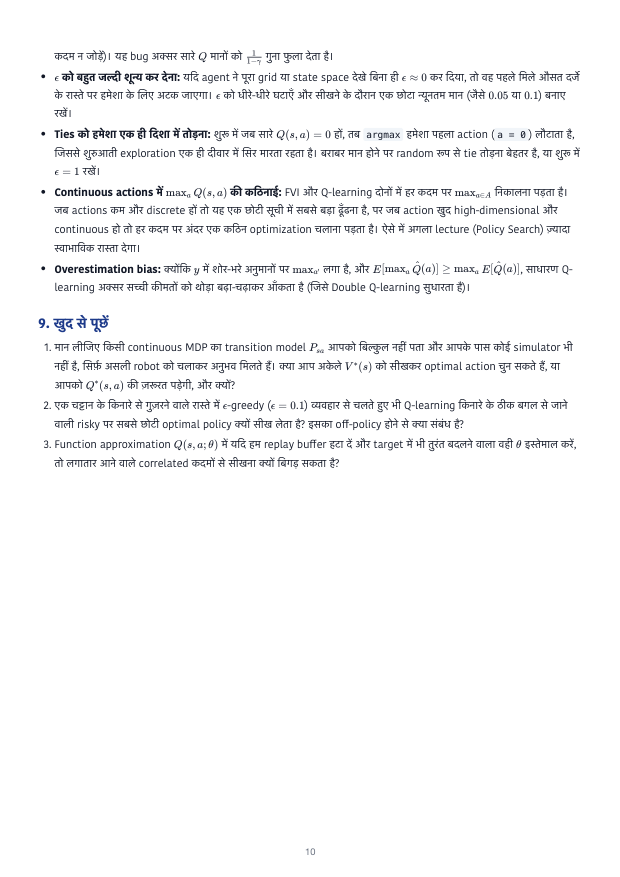 कदम न जोड़ें)। यह bug अक्सर सारे Q मानों को \frac{1}{1-γ} गुना फुला देता है।
• ϵ को बहुत जल्दी शून्य कर देना: यदि agent ने पूरा grid या state space देखे बिना ही ϵ ≈ 0 कर दिया, तो वह पहले मिले औसत दर्जे
के रास्ते पर हमेशा के लिए अटक जाएगा। ϵ को धीरे-धीरे घटाएँ और सीखने के दौरान एक छोटा न्यूनतम मान (जैसे 0.05 या 0.1) बनाए
रखें।
• Ties को हमेशा एक ही दिशा में तोड़ना: शुरू में जब सारे Q(s, a) = 0 हों, तब argmax हमेशा पहला action ( a = 0 ) लौटाता है,
जिससे शुरुआती exploration एक ही दीवार में सिर मारता रहता है। बराबर मान होने पर random रूप से tie तोड़ना बेहतर है, या शुरू में
ϵ = 1 रखें।
• Continuous actions में max_a Q(s, a) की कठिनाई: FVI और Q-learning दोनों में हर कदम पर max_{a∈A} निकालना पड़ता है।
जब actions कम और discrete हों तो यह एक छोटी सूची में सबसे बड़ा ढूँढना है, पर जब action खुद high-dimensional और
continuous हो तो हर कदम पर अंदर एक कठिन optimization चलाना पड़ता है। ऐसे में अगला lecture (Policy Search) ज़्यादा
स्वाभाविक रास्ता देगा।
• Overestimation bias: क्योंकि y में शोर-भरे अनुमानों पर max_{a'} लगा है, और E[max_a Q̂(a)] ≥ max_a E[Q̂(a)], साधारण Q-
learning अक्सर सच्ची कीमतों को थोड़ा बढ़ा-चढ़ाकर आँकता है (जिसे Double Q-learning सुधारता है)।
9. खुद से पूछें
1. मान लीजिए किसी continuous MDP का transition model P_{sa} आपको बिल्कुल नहीं पता और आपके पास कोई simulator भी
नहीं है, सिर्फ़ असली robot को चलाकर अनुभव मिलते हैं। क्या आप अकेले V*(s) को सीखकर optimal action चुन सकते हैं, या
आपको Q*(s, a) की ज़रूरत पड़ेगी, और क्यों?
2. एक चट्टान के किनारे से गुज़रने वाले रास्ते में ϵ-greedy (ϵ = 0.1) व्यवहार से चलते हुए भी Q-learning किनारे के ठीक बगल से जाने
वाली risky पर सबसे छोटी optimal policy क्यों सीख लेता है? इसका off-policy होने से क्या संबंध है?
3. Function approximation Q(s, a; θ) में यदि हम replay buffer हटा दें और target में भी तुरंत बदलने वाला वही θ इस्तेमाल करें,
तो लगातार आने वाले correlated कदमों से सीखना क्यों बिगड़ सकता है?
10